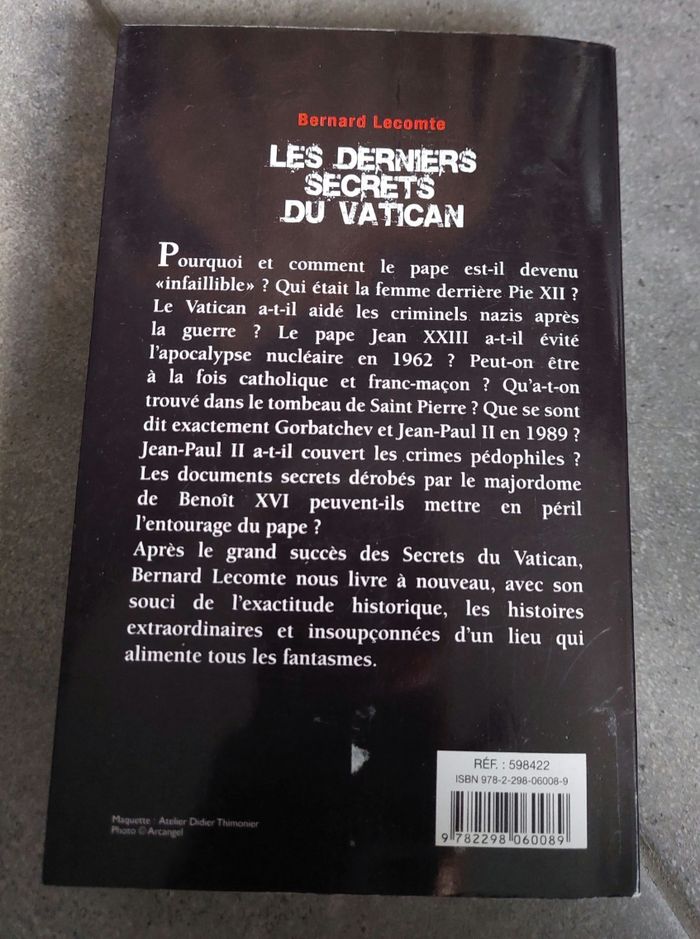 Bernard Lecomte
LES DERNIERS
SECRETS
DU VATICAN
Pourquoi et comment le pape est-il devenu
«infaillible» ? Qui était la femme derrière Pie XII ?
Le Vatican a-t-il aidé les criminels nazis après
la guerre ? Le pape Jean XXIII a-t-il évité
l'apocalypse nucléaire en 1962 ? Peut-on être
à la fois catholique et franc-maçon ? Qu'a-t-on
trouvé dans le tombeau de Saint Pierre ? Que se sont
dit exactement Gorbatchev et Jean-Paul II en 1989 ?
Jean-Paul II a-t-il couvert les crimes pédophiles ?
Les documents secrets dérobés par le majordome
de Benoît XVI peuvent-ils mettre en péril
l'entourage du pape ?
Après le grand succès des Secrets du Vatican,
Bernard Lecomte nous livre à nouveau, avec son
souci de l'exactitude historique, les histoires
extraordinaires et insoupçonnées d'un lieu qui
alimente tous les fantasmes.
RÉF. : 598422
ISBN 978-2-298-06008-9
9 782298 060089
Maquette : Atelier Didier Thimonier
Photo © Arcangel